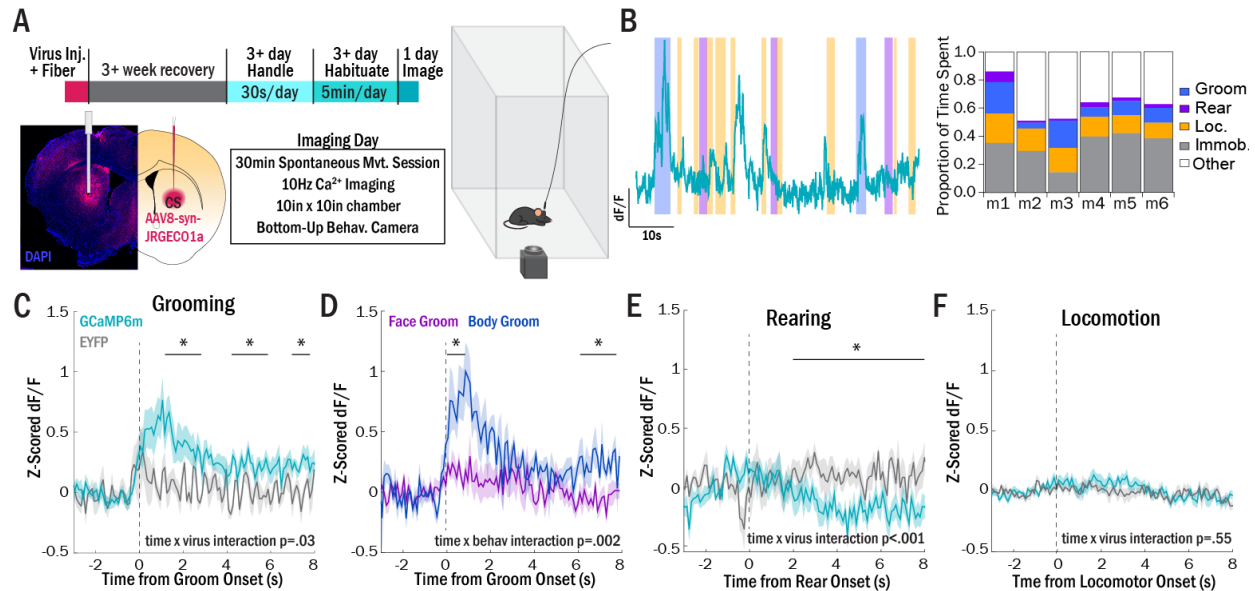 A
Virus Inj.
+ Fiber
3+ week recovery
3+ day
Handle
30s/day
3+ day
Habituate
5min/day
1 day
Image
CS
AAV8-syn-
JRGECO1a
DAPI
Imaging Day
30min Spontaneous Mvt. Session
10Hz Ca²⁺ Imaging
10in x 10in chamber
Bottom-Up Behav. Camera
B
dF/F
10s
Proportion of Time Spent
1.0
0.8
0.6
0.4
0.2
0.0
m1 m2 m3 m4 m5 m6
Groom
Rear
Loc.
Immob.
Other
C
Grooming
GCaMP6m
EYFP
* * *
Z-Scored dF/F
1.5
1
0.5
0
-0.5
time x virus interaction p=.03
-2 0 2 4 6 8
Time from Groom Onset (s)
D
Face Groom Body Groom
* *
Z-Scored dF/F
1.5
1
0.5
0
-0.5
time x behav interaction p=.002
-2 0 2 4 6 8
Time from Groom Onset (s)
E
Rearing
*
Z-Scored dF/F
1.5
1
0.5
0
-0.5
time x virus interaction p<.001
-2 0 2 4 6 8
Time from Rear Onset (s)
F
Locomotion
Z-Scored dF/F
1.5
1
0.5
0
-0.5
time x virus interaction p=.55
-2 0 2 4 6 8
Tme from Locomotor Onset (s)